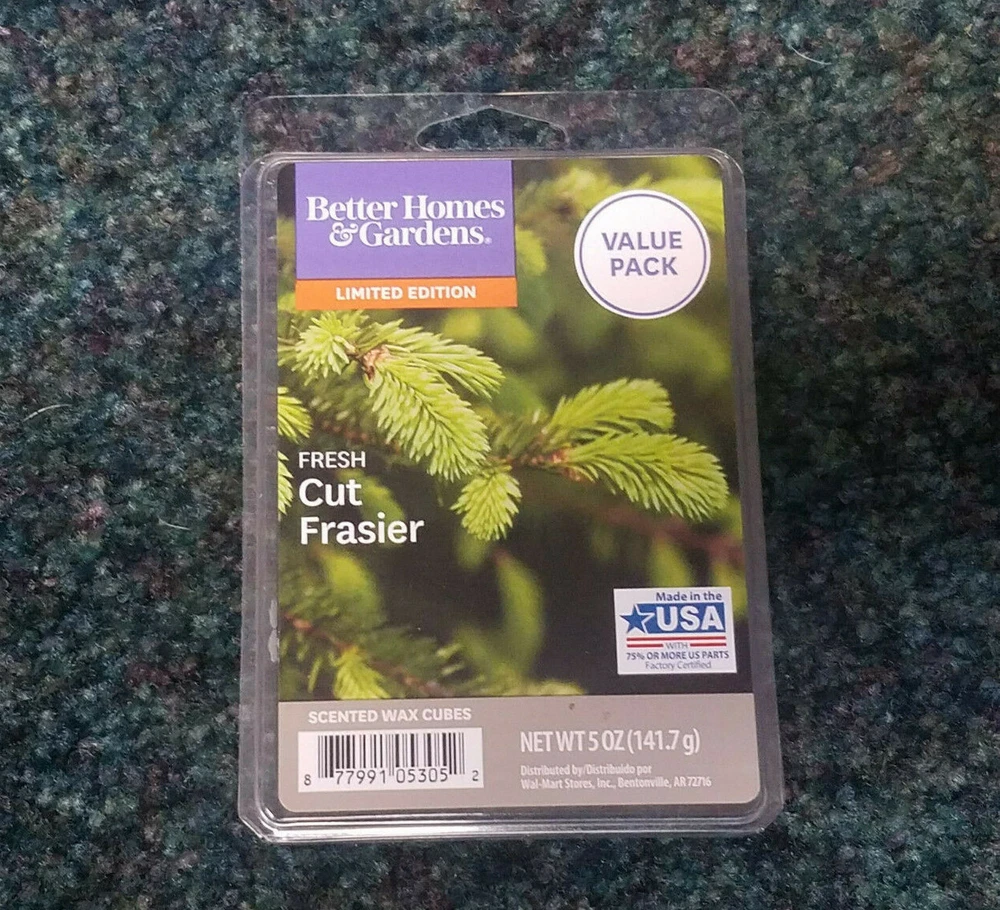 Better Homes
& Gardens®
LIMITED EDITION
VALUE
PACK
FRESH
Cut
Frasier
Made in the
USA
WITH
75% OR MORE US PARTS
Factory Certified
SCENTED WAX CUBES
8 77991 05305 2
NET WT 5 OZ (141.7 g)
Distributed by/Distribuido por
Wal-Mart Stores, Inc., Bentonville, AR 72716